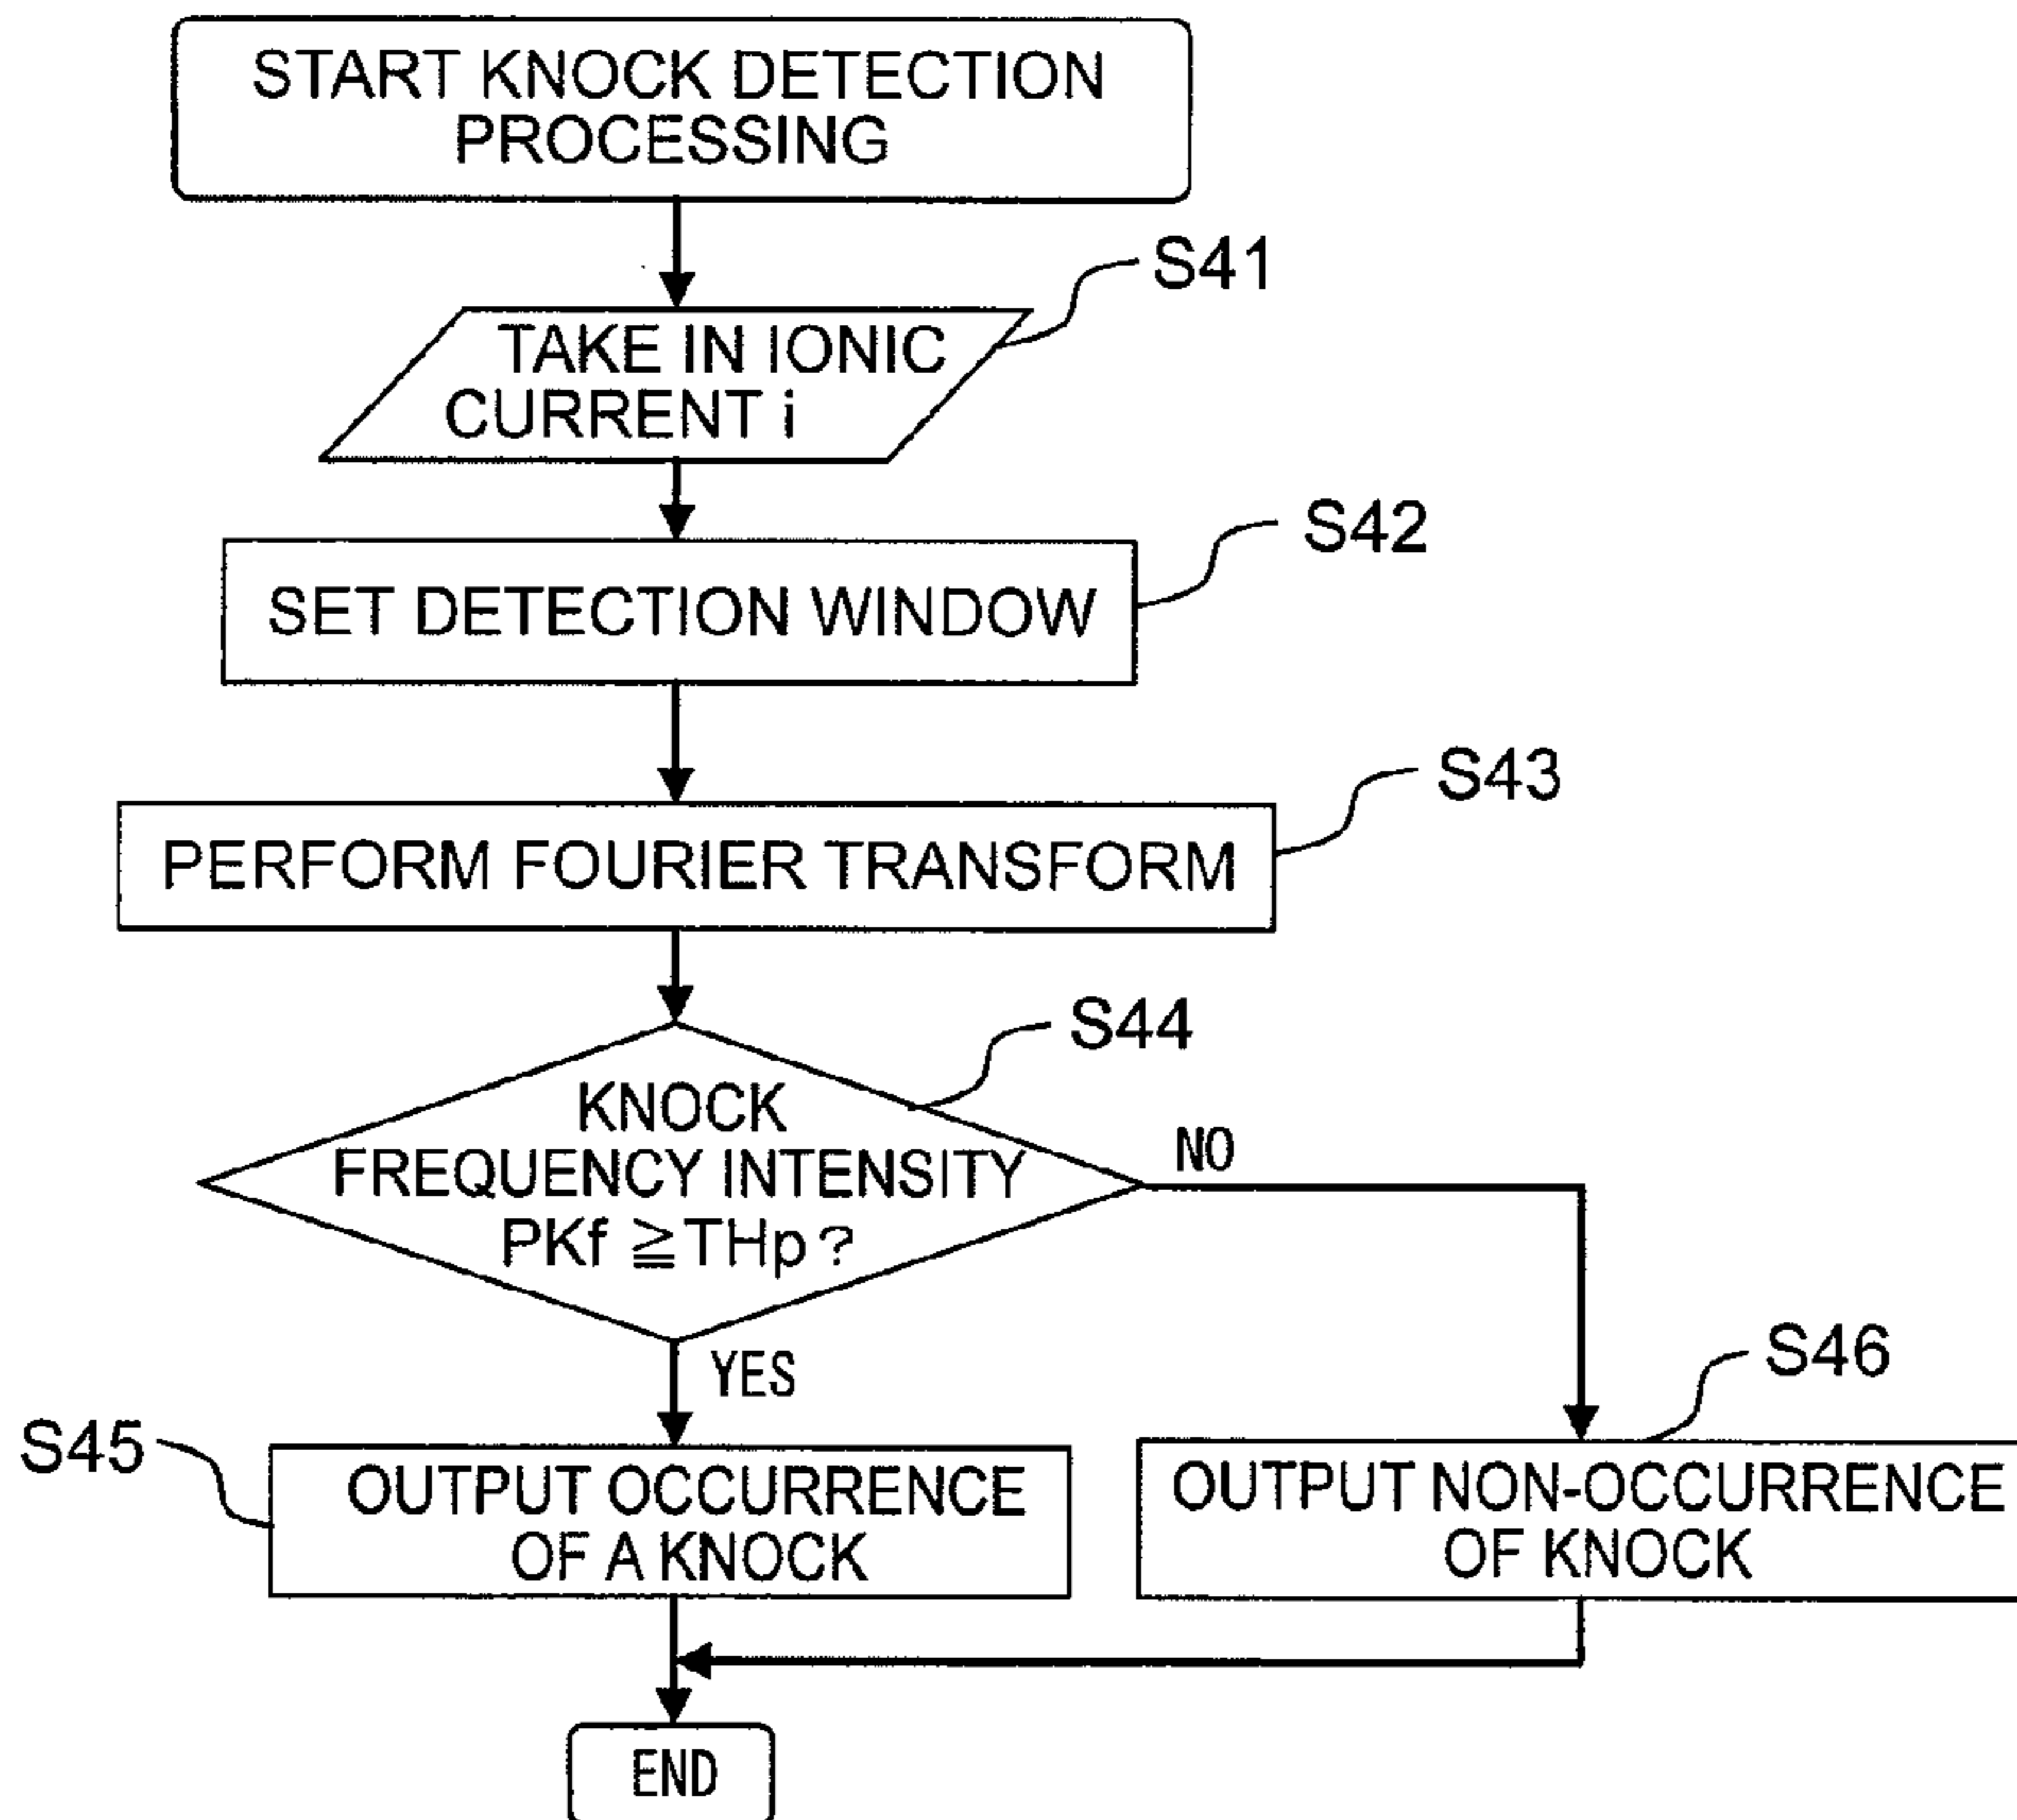 START KNOCK DETECTION
PROCESSING
S41
TAKE IN IONIC
CURRENT i
S42
SET DETECTION WINDOW
S43
PERFORM FOURIER TRANSFORM
S44
KNOCK
FREQUENCY INTENSITY
PKf ≧ THp ?
NO
YES
S45
OUTPUT OCCURRENCE
OF A KNOCK
S46
OUTPUT NON-OCCURRENCE
OF KNOCK
END